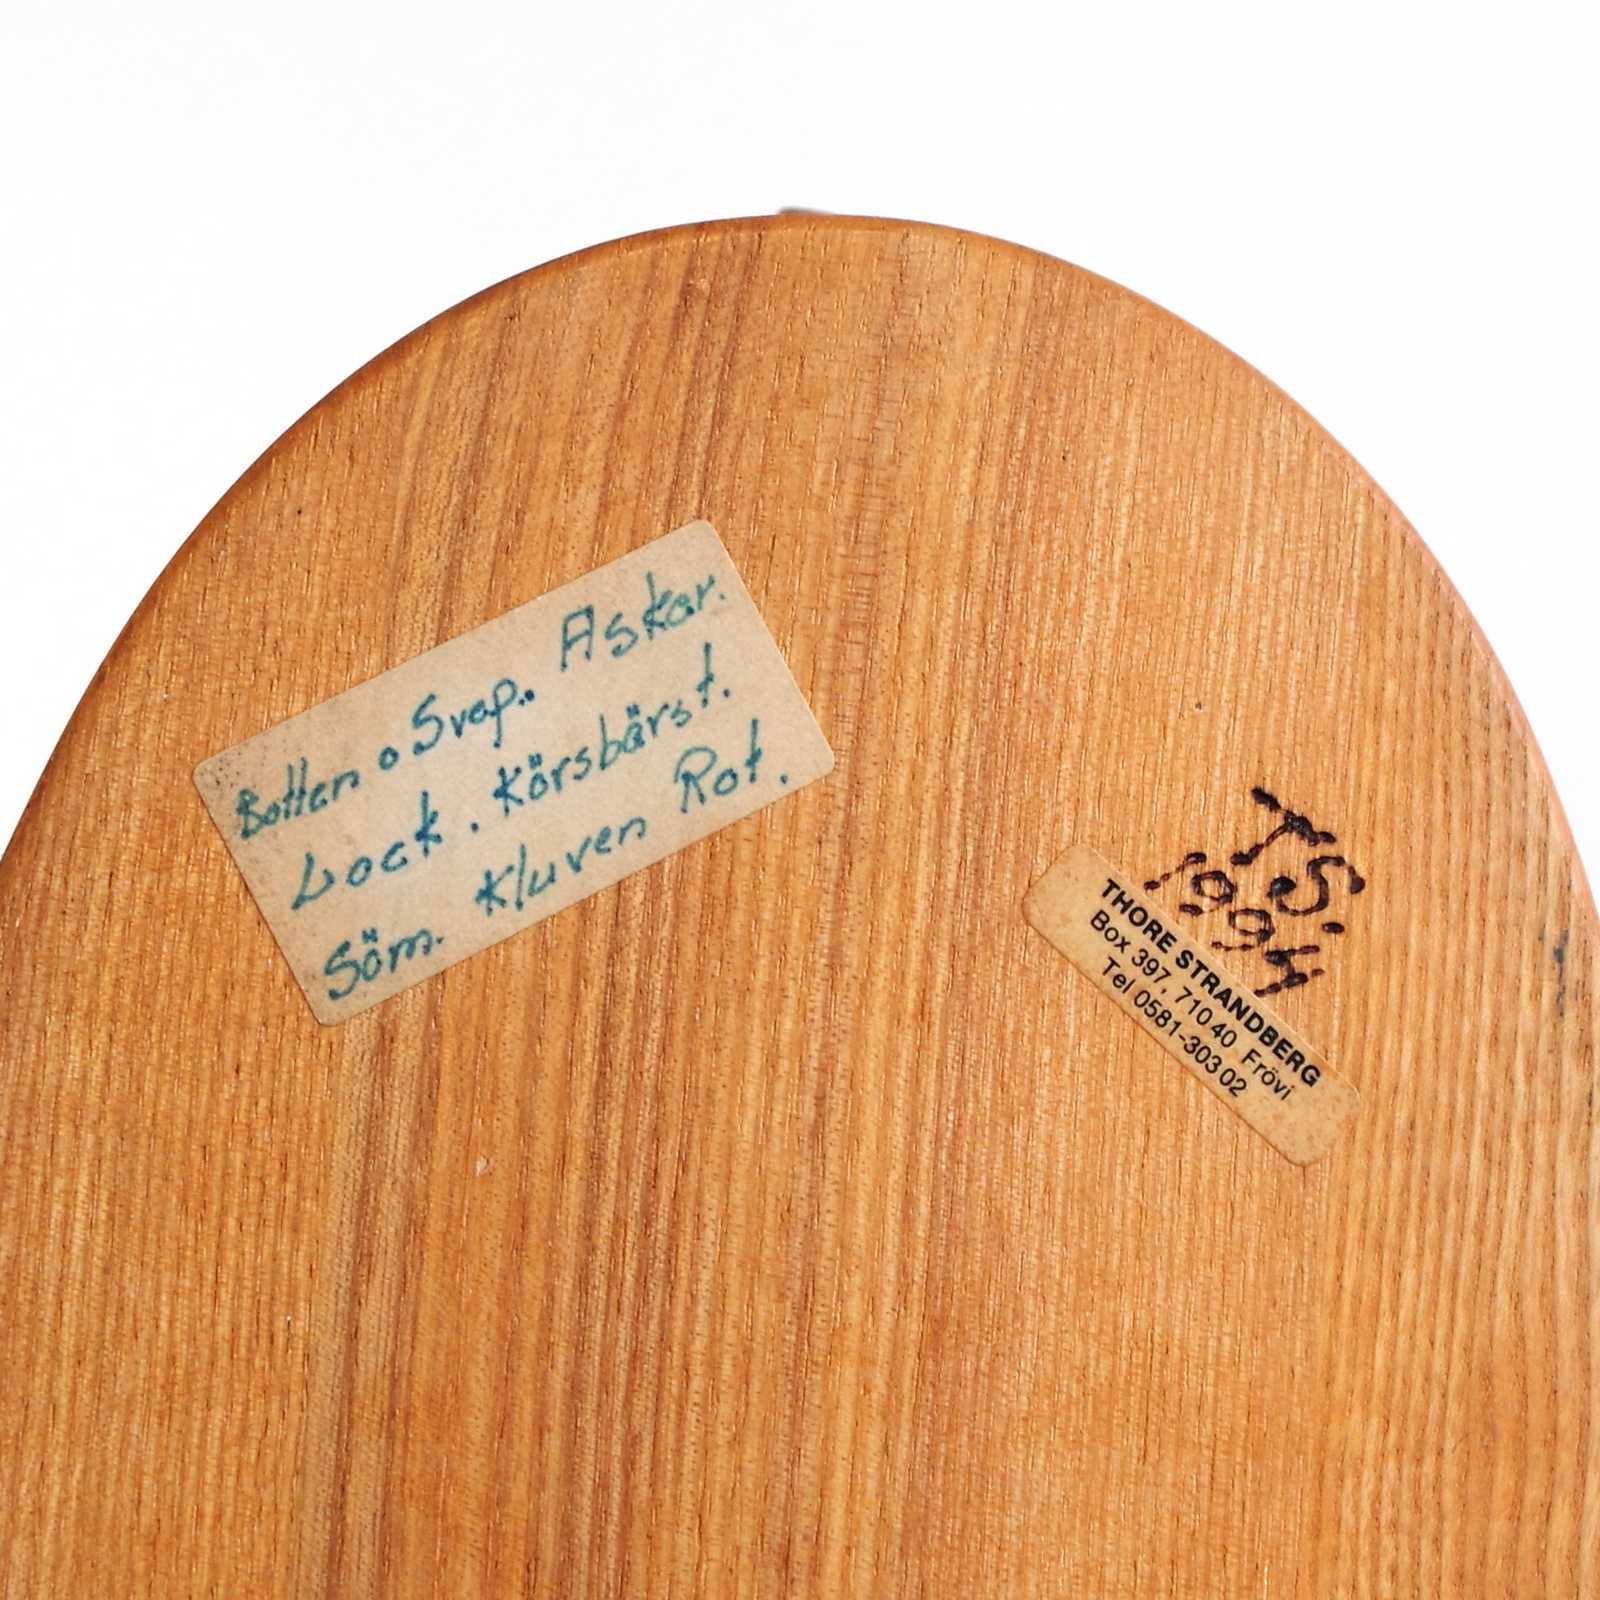 Botten o Svep.. Askar.
Lock. Körsbärst.
Söm. Kluven Rot.
T.S.
1994
THORE STRANDBERG
Box 397, 710 40 Frövi
Tel 0581-303 02